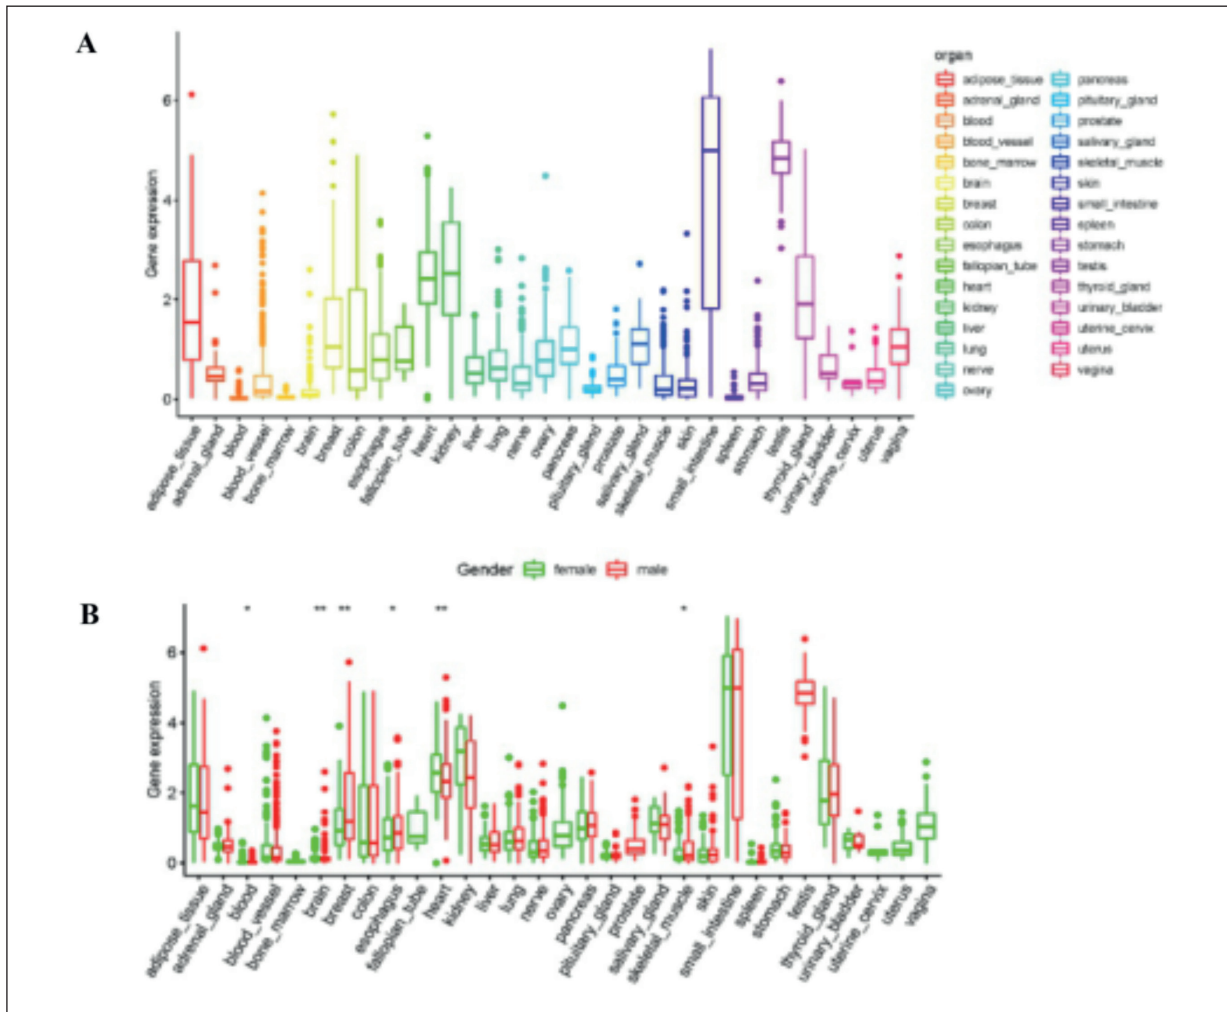 A
organ
adipose_tissue
adrenal_gland
blood
blood_vessel
bone_marrow
brain
breast
colon
esophagus
fallopian_tube
heart
kidney
liver
lung
nerve
ovary
pancreas
pituitary_gland
prostate
salivary_gland
skeletal_muscle
skin
small_intestine
spleen
stomach
testis
thyroid_gland
urinary_bladder
uterine_cervix
uterus
vagina
Gene expression
6
4
2
0
adipose_tissue
adrenal_gland
blood
blood_vessel
bone_marrow
brain
breast
colon
esophagus
fallopian_tube
heart
kidney
liver
lung
nerve
ovary
pancreas
pituitary_gland
prostate
salivary_gland
skeletal_muscle
skin
small_intestine
spleen
stomach
testis
thyroid_gland
urinary_bladder
uterine_cervix
uterus
vagina
Gender female male
B
* ** ** * ** *
Gene expression
6
4
2
0
adipose_tissue
adrenal_gland
blood
blood_vessel
bone_marrow
brain
breast
colon
esophagus
fallopian_tube
heart
kidney
liver
lung
nerve
ovary
pancreas
pituitary_gland
prostate
salivary_gland
skeletal_muscle
skin
small_intestine
spleen
stomach
testis
thyroid_gland
urinary_bladder
uterine_cervix
uterus
vagina